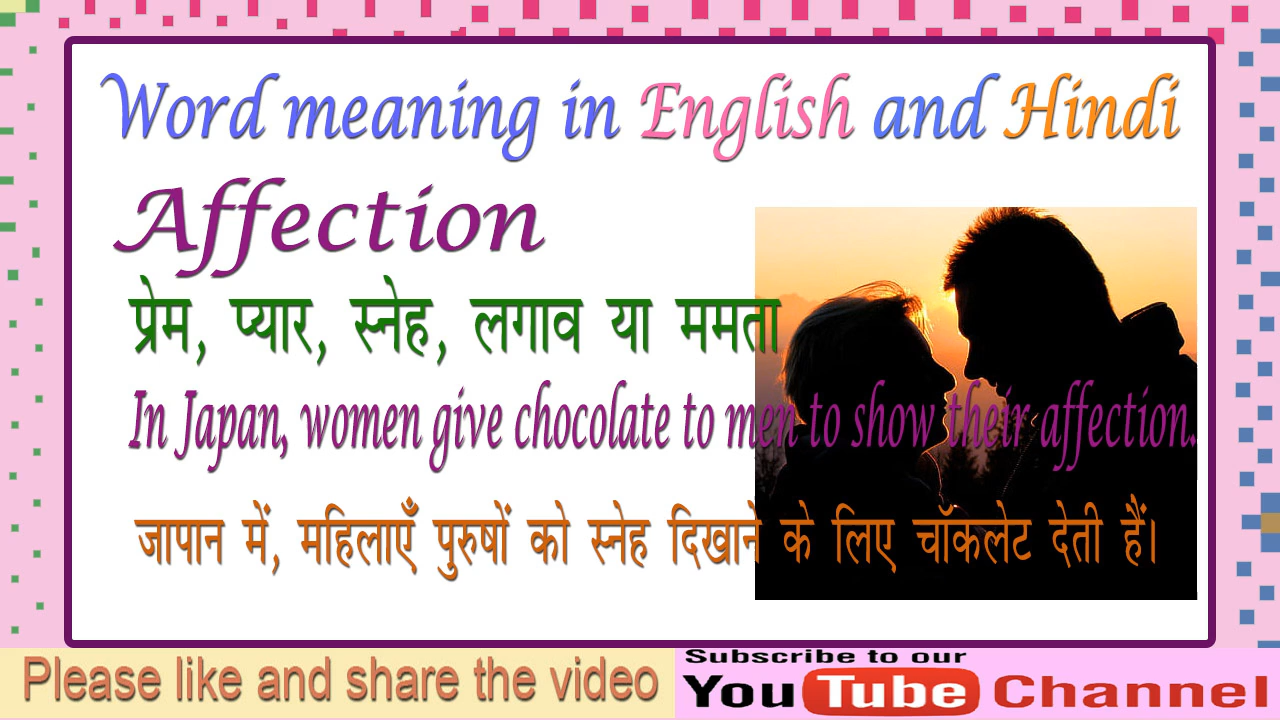 Word meaning in English and Hindi
Affection
प्रेम, प्यार, स्नेह, लगाव या ममता
In Japan, women give chocolate to men to show their affection.
जापान में, महिलाएँ पुरुषों को स्नेह दिखाने के लिए चॉकलेट देती हैं।
Please like and share the video
Subscribe to our
YouTube Channel